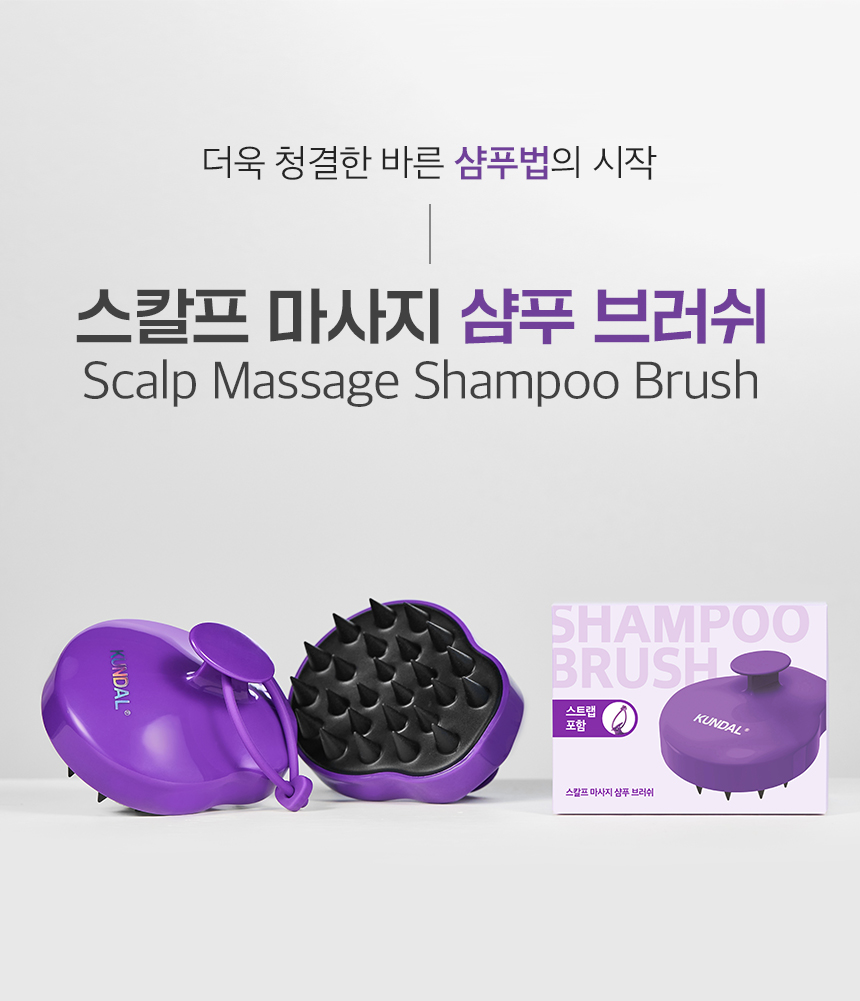 더욱 청결한 바른 샴푸법의 시작
스칼프 마사지 샴푸 브러쉬
Scalp Massage Shampoo Brush
KUNDAL®
SHAMPOO
BRUSH
스트랩
포함
KUNDAL®
스칼프 마사지 샴푸 브러쉬